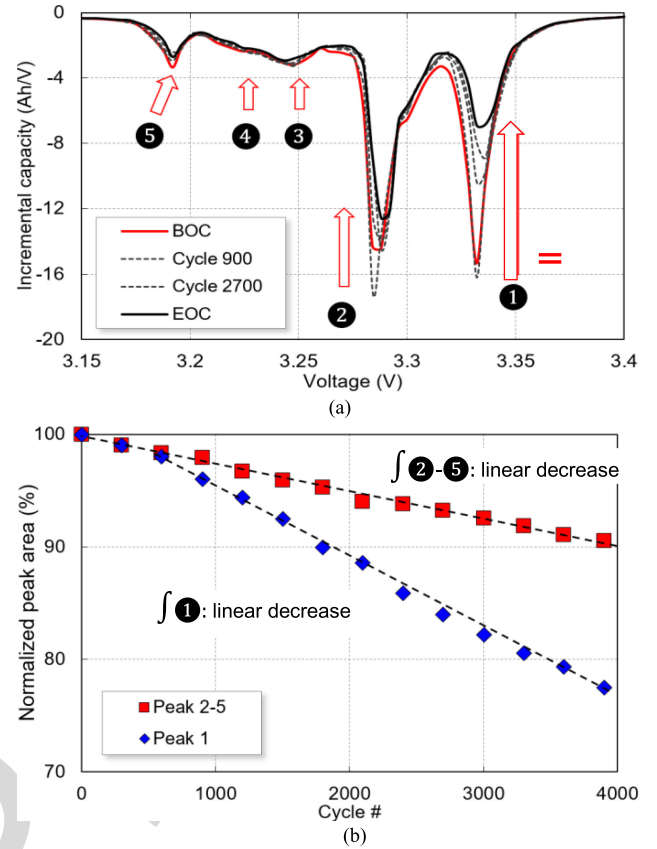 0
-4
-8
-12
-16
-20
Incremental capacity (Ah/V)
5
4
3
2
1
=
BOC
Cycle 900
Cycle 2700
EOC
3.15 3.2 3.25 3.3 3.35 3.4
Voltage (V)
(a)
100
90
80
70
Normalized peak area (%)
∫ 2-5: linear decrease
∫ 1: linear decrease
Peak 2-5
Peak 1
0 1000 2000 3000 4000
Cycle #
(b)